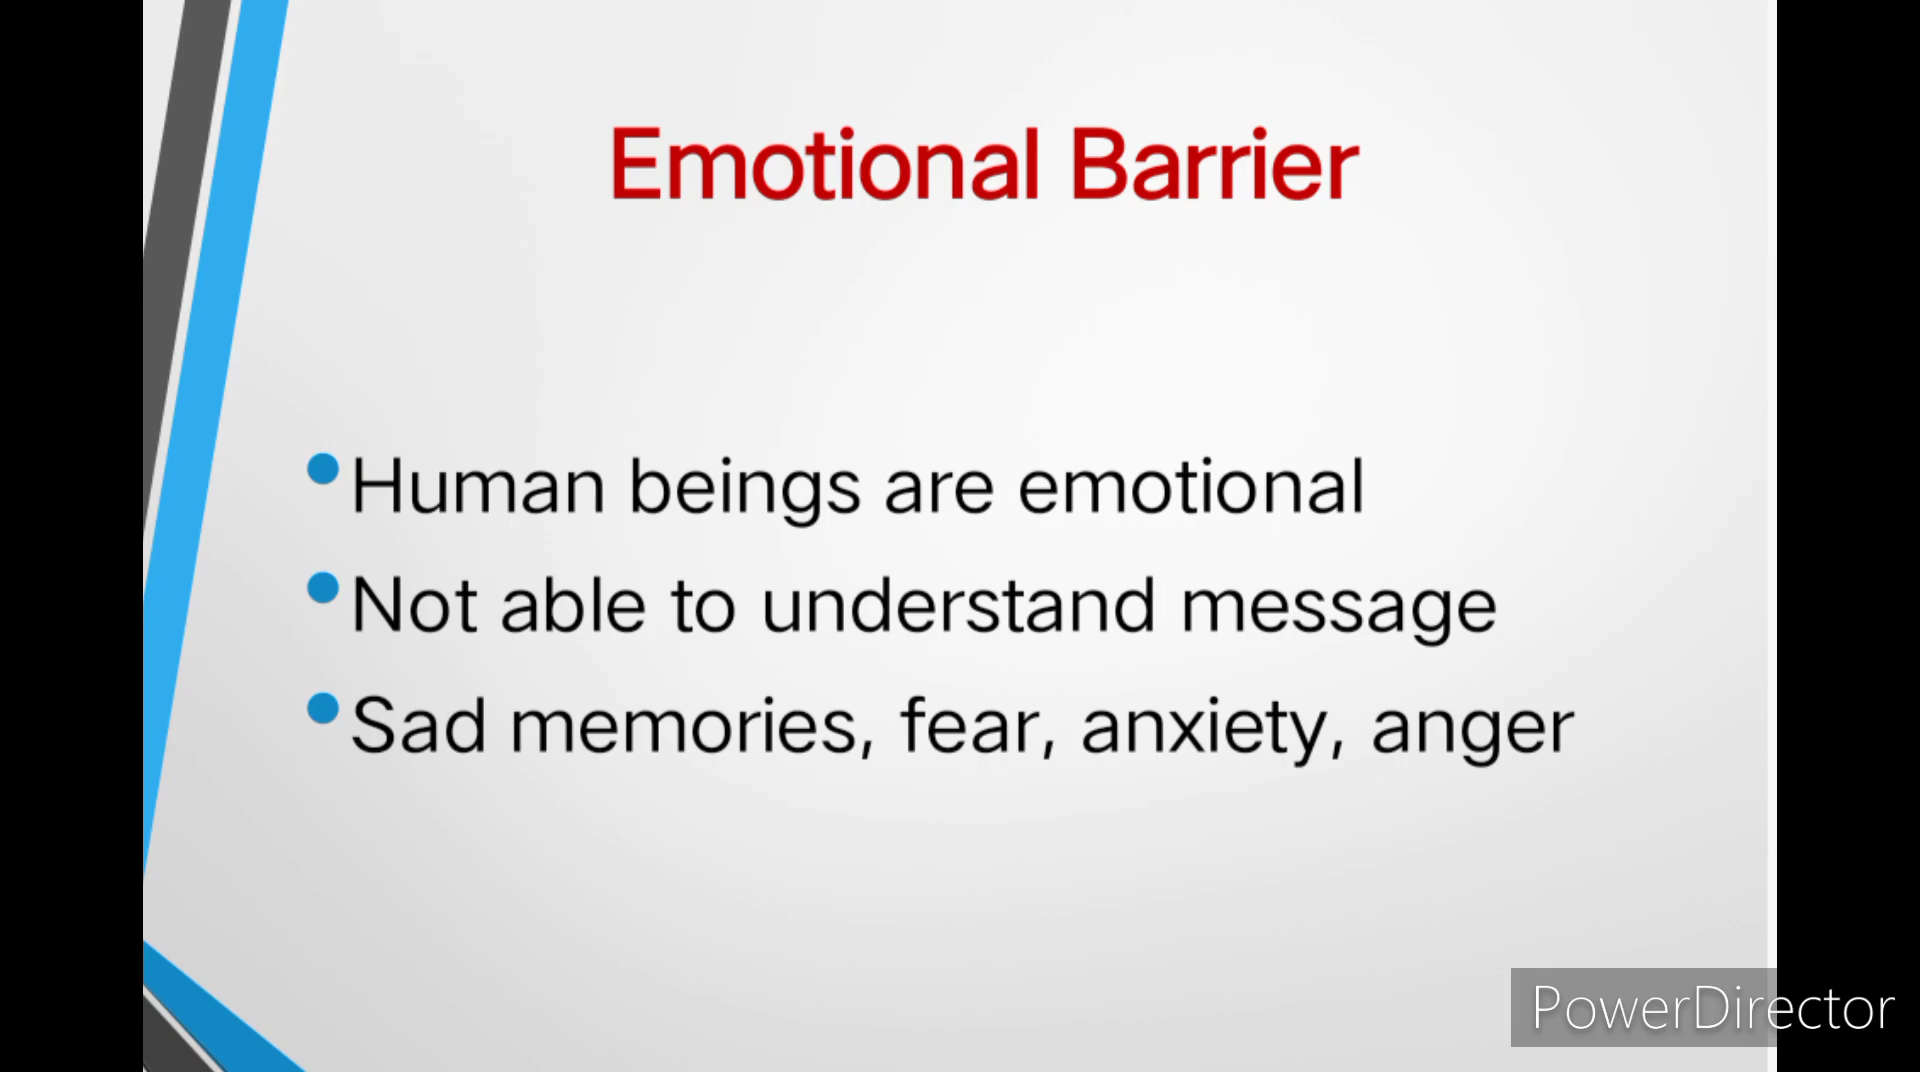 Emotional Barrier
• Human beings are emotional
• Not able to understand message
• Sad memories, fear, anxiety, anger
PowerDirector